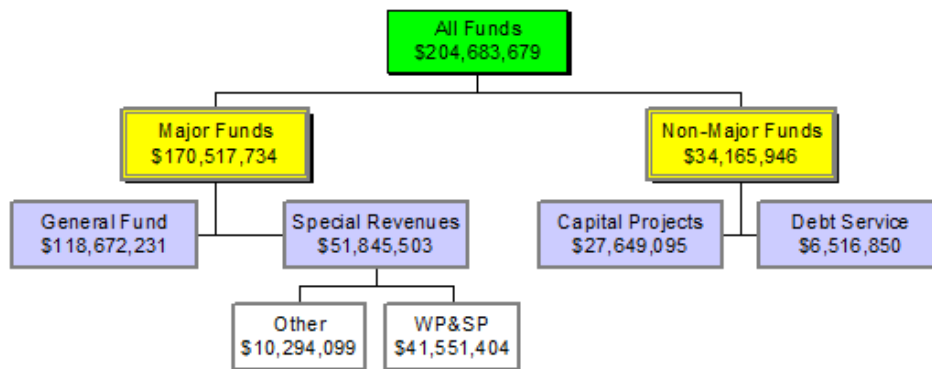 All Funds
$204,683,679
Major Funds
$170,517,734
Non-Major Funds
$34,165,946
General Fund
$118,672,231
Special Revenues
$51,845,503
Capital Projects
$27,649,095
Debt Service
$6,516,850
Other
$10,294,099
WP&SP
$41,551,404